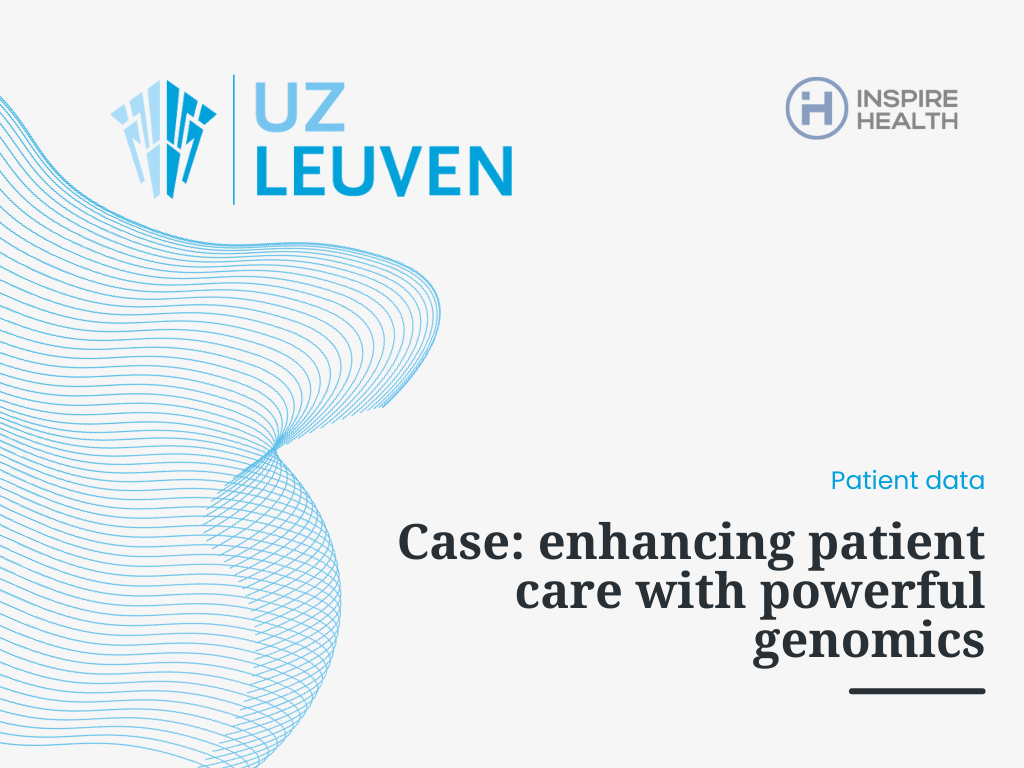 UZ
LEUVEN
INSPIRE
HEALTH
Patient data
Case: enhancing patient
care with powerful
genomics